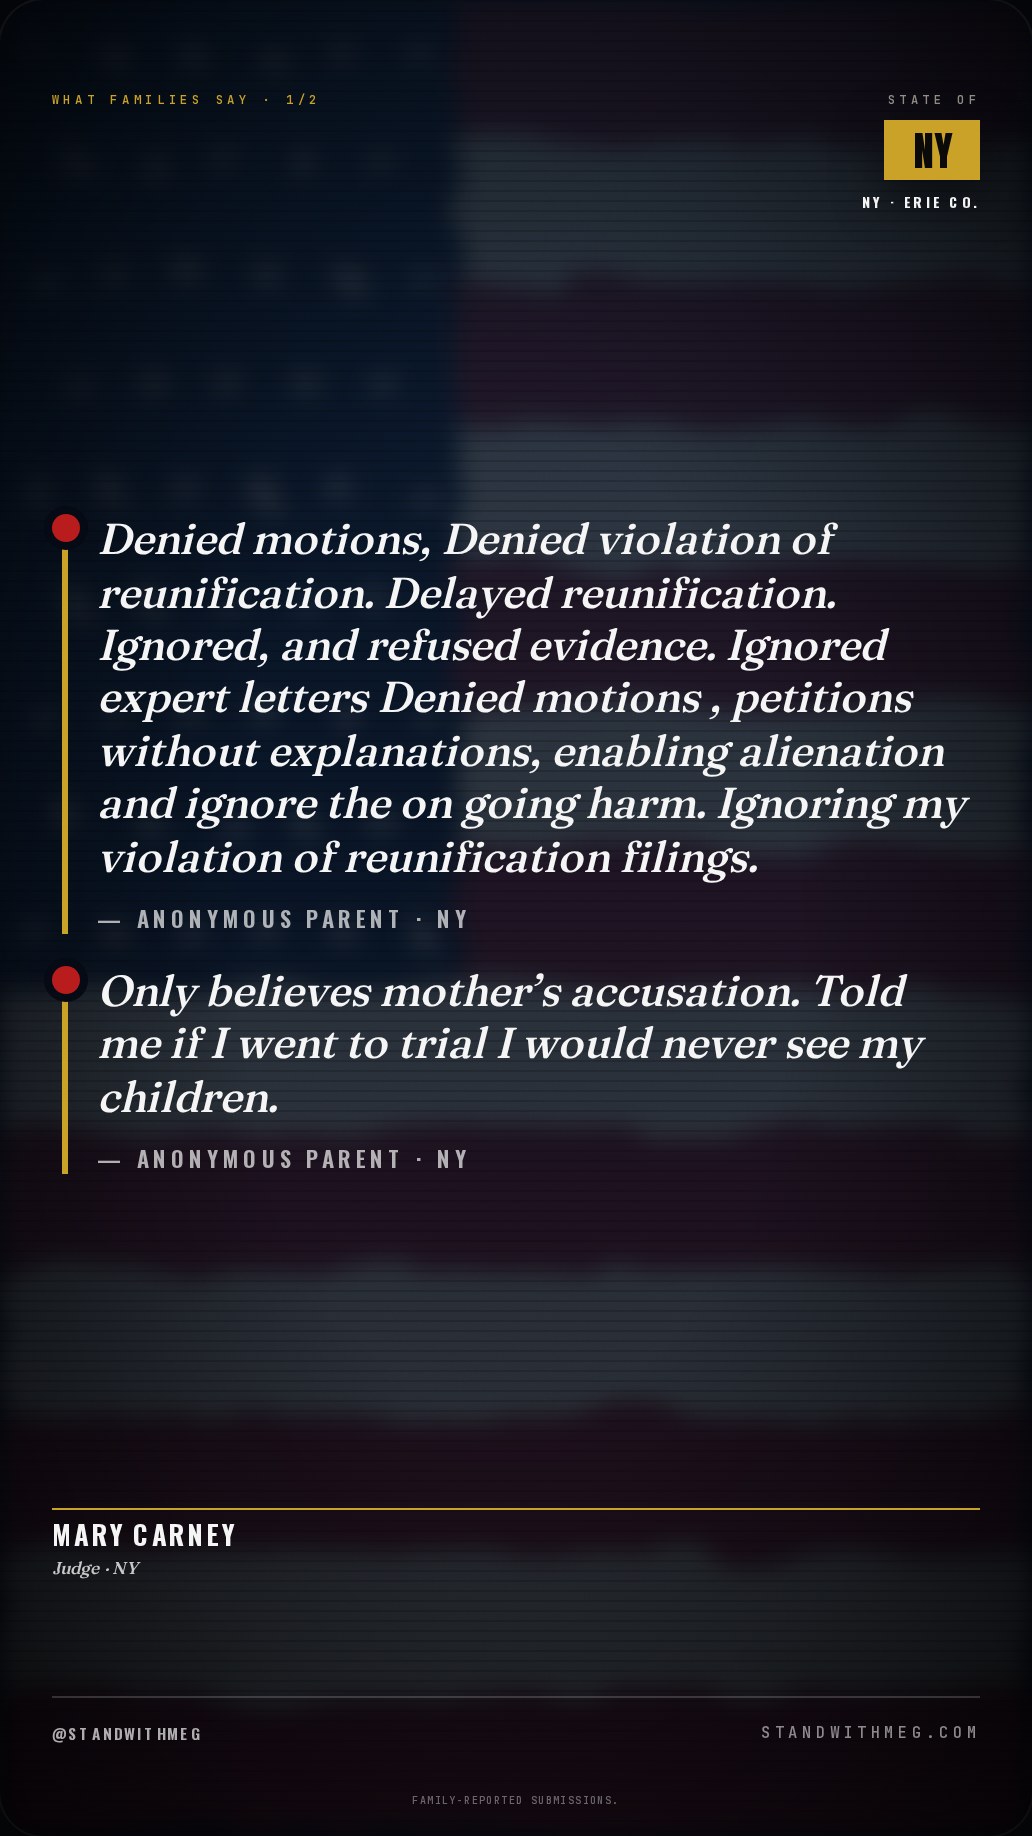 WHAT FAMILIES SAY · 1/2
STATE OF
NY
NY · ERIE CO.
Denied motions, Denied violation of
reunification. Delayed reunification.
Ignored, and refused evidence. Ignored
expert letters Denied motions , petitions
without explanations, enabling alienation
and ignore the on going harm. Ignoring my
violation of reunification filings.
— ANONYMOUS PARENT · NY
Only believes mother’s accusation. Told
me if I went to trial I would never see my
children.
— ANONYMOUS PARENT · NY
MARY CARNEY
Judge · NY
@STANDWITHMEG
STANDWITHMEG.COM
FAMILY-REPORTED SUBMISSIONS.